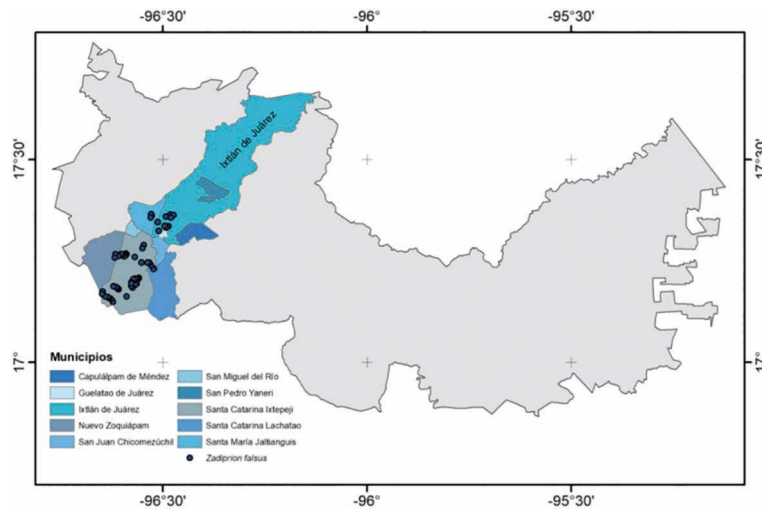 -96°30' -96° -95°30'
17°30'
17°30'
Ixtlán de Juárez
17°
17°
Municipios
Capulálpam de Méndez
San Miguel del Río
Guelatao de Juárez
San Pedro Yaneri
Ixtlán de Juárez
Santa Catarina Ixtepeji
Nuevo Zoquiápam
Santa Catarina Lachatao
San Juan Chicomezúchil
Santa María Jaltianguis
Zadiprion falsus
-96°30' -96° -95°30'